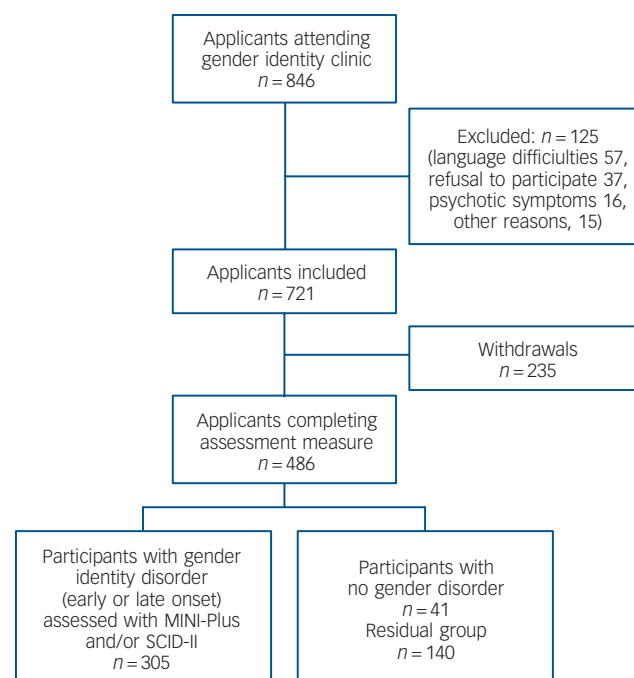 Applicants attending
gender identity clinic
n = 846
Excluded: n = 125
(language difficiulties 57,
refusal to participate 37,
psychotic symptoms 16,
other reasons, 15)
Applicants included
n = 721
Withdrawals
n = 235
Applicants completing
assessment measure
n = 486
Participants with gender
identity disorder
(early or late onset)
assessed with MINI-Plus
and/or SCID-II
n = 305
Participants with
no gender disorder
n = 41
Residual group
n = 140